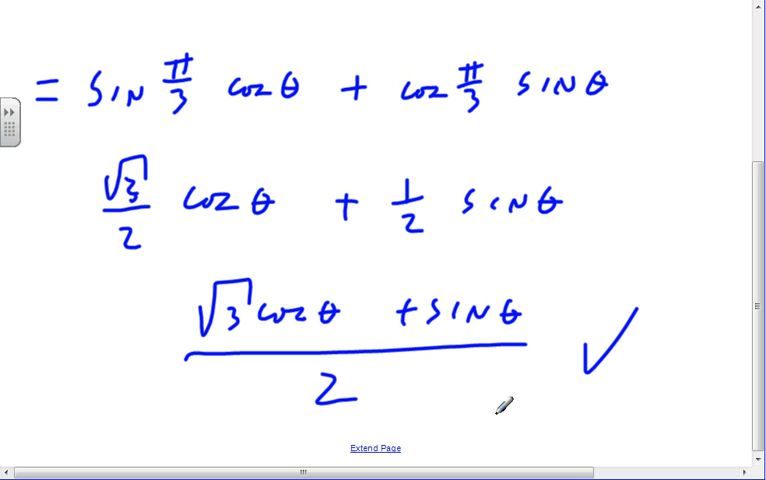 = sin π/3 cos θ + cos π/3 sin θ
√3/2 cos θ + 1/2 sin θ
√3 cos θ + sin θ / 2 ✓
Extend Page